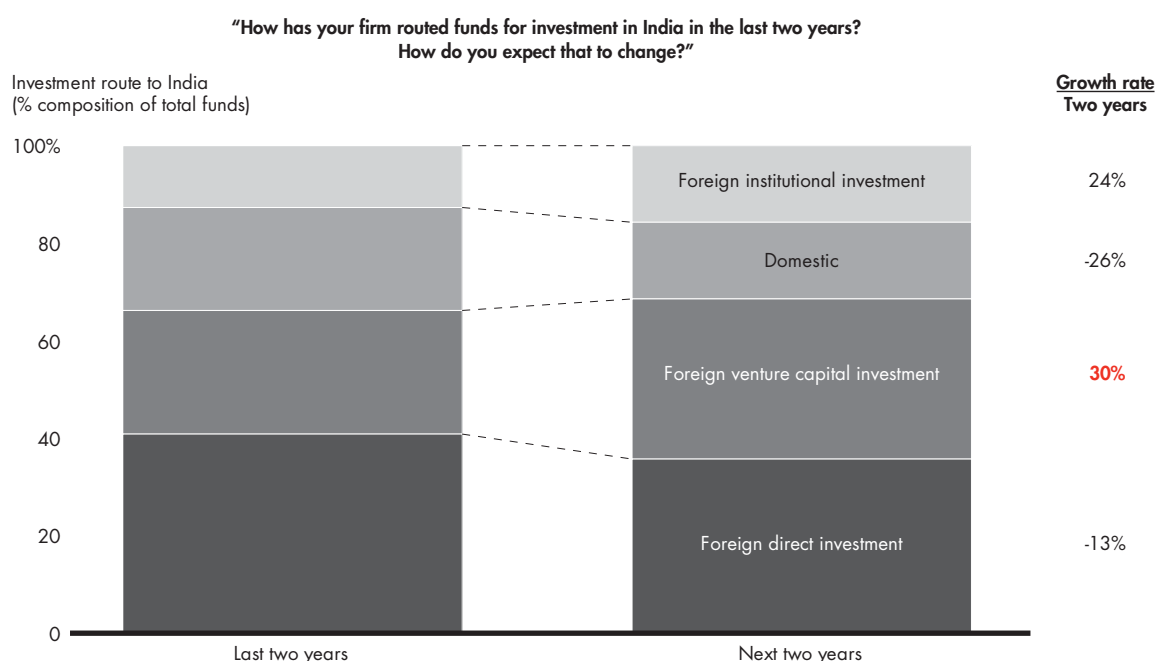 “How has your firm routed funds for investment in India in the last two years?
How do you expect that to change?”
Investment route to India
(% composition of total funds)
Growth rate
Two years
100%
80
60
40
20
0
Foreign institutional investment
24%
Domestic
-26%
Foreign venture capital investment
30%
Foreign direct investment
-13%
Last two years
Next two years